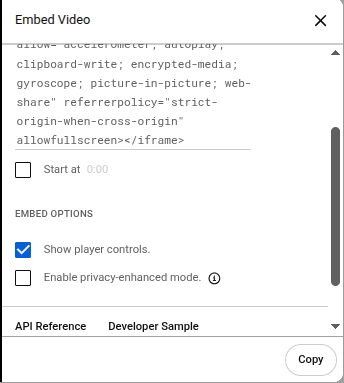 Embed Video
allow="accelerometer; autoplay;
clipboard-write; encrypted-media;
gyroscope; picture-in-picture; web-
share" referrerpolicy="strict-
origin-when-cross-origin"
allowfullscreen></iframe>
Start at 0:00
EMBED OPTIONS
Show player controls.
Enable privacy-enhanced mode.
API Reference Developer Sample
Copy